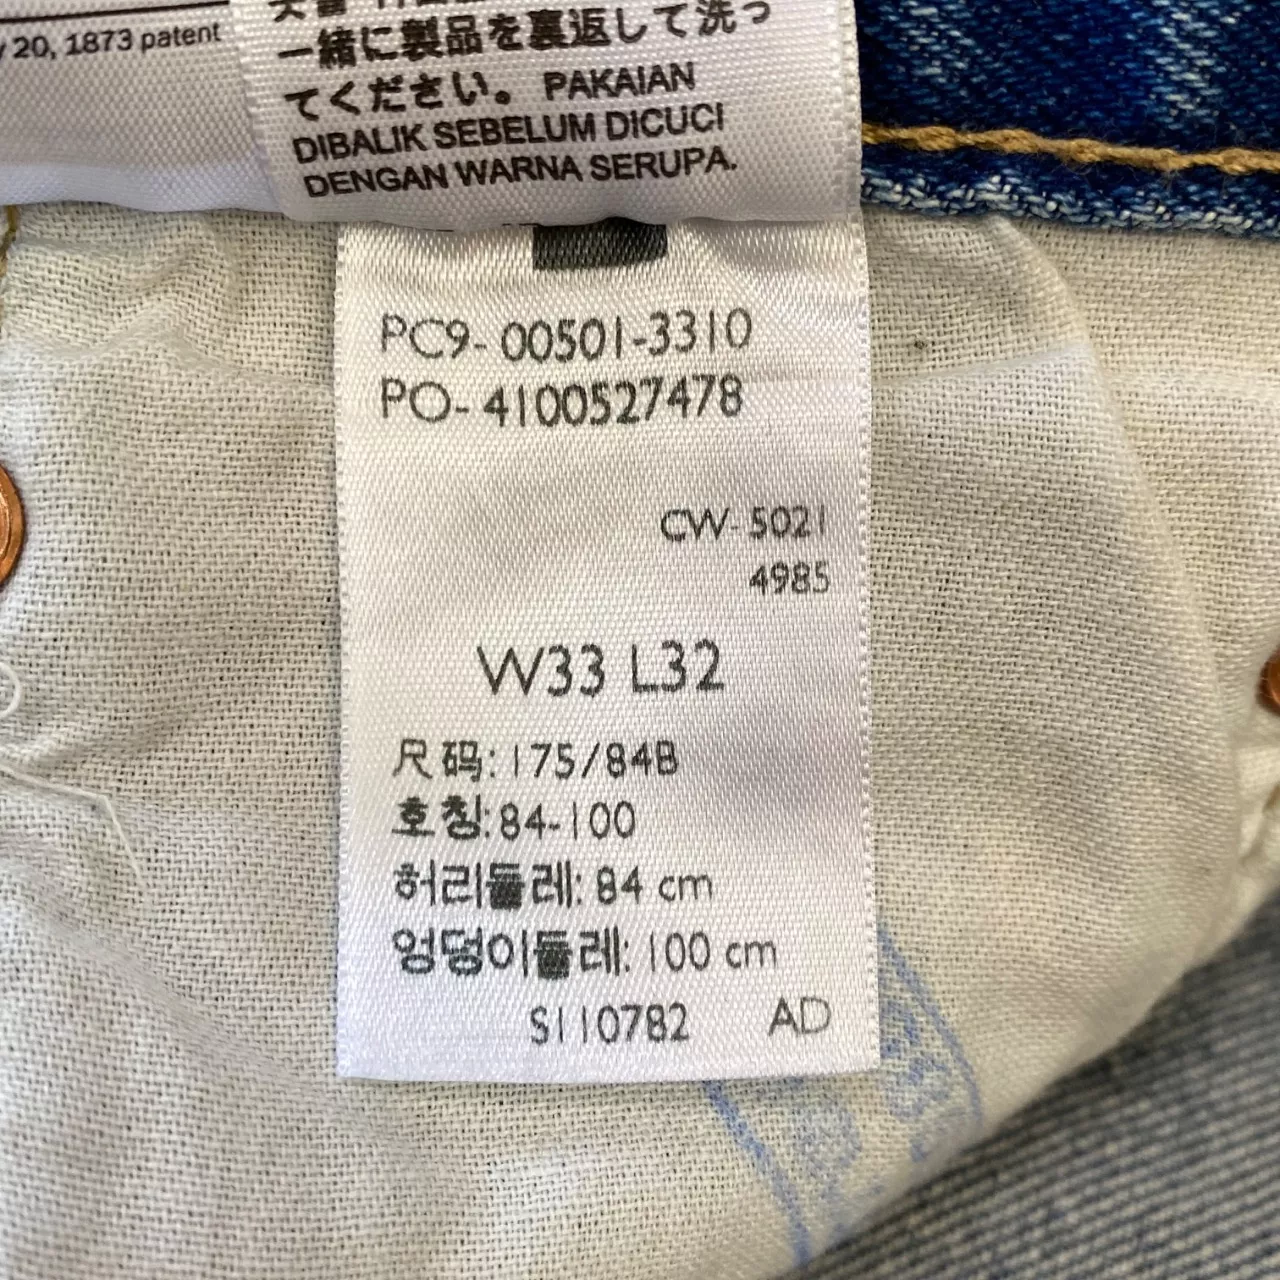 y 20, 1873 patent
一緒に製品を裏返して洗っ
てください。 PAKAIAN
DIBALIK SEBELUM DICUCI
DENGAN WARNA SERUPA.
PC9-00501-3310
PO-4100527478
CW-5021
4985
W33 L32
尺码: 175/84B
호칭: 84-100
허리둘레: 84 cm
엉덩이둘레: 100 cm
S110782 AD